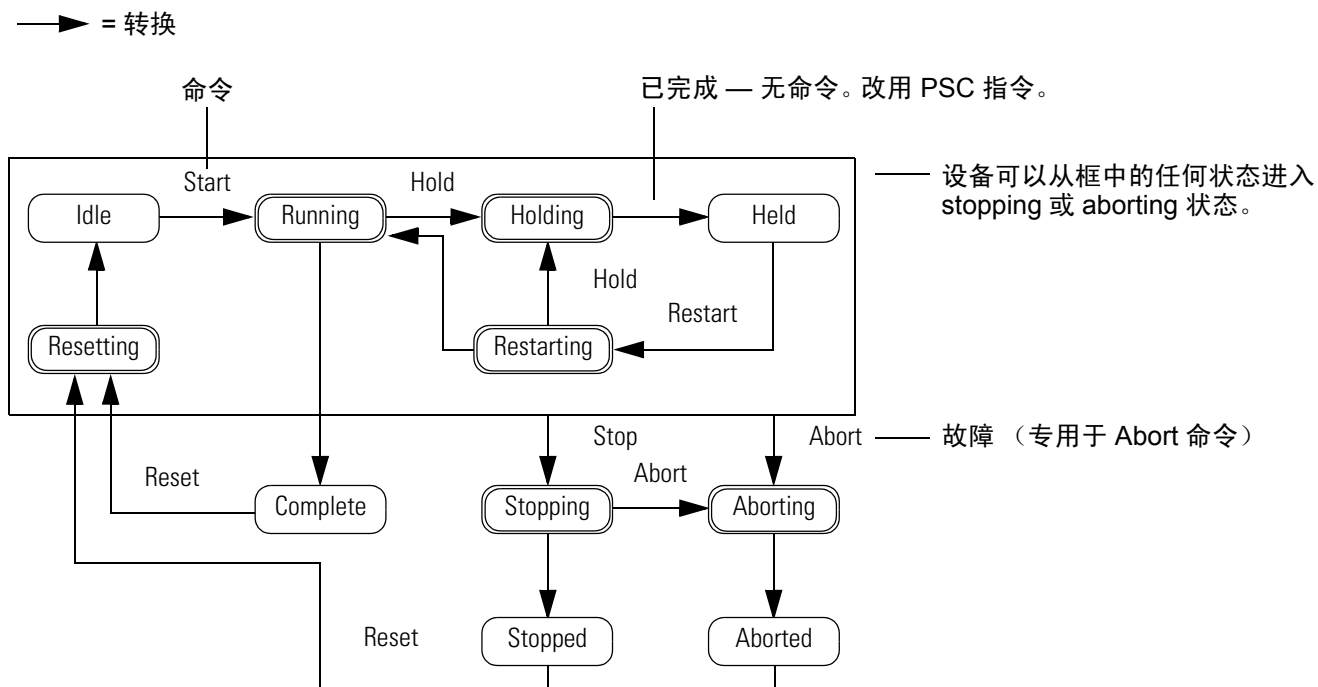 = 转换
命令
已完成 — 无命令。改用 PSC 指令。
Start
Hold
设备可以从框中的任何状态进入
stopping 或 aborting 状态。
Idle
Running
Holding
Held
Hold
Restart
Resetting
Restarting
Stop
Abort
故障 （专用于 Abort 命令）
Reset
Abort
Complete
Stopping
Aborting
Reset
Stopped
Aborted